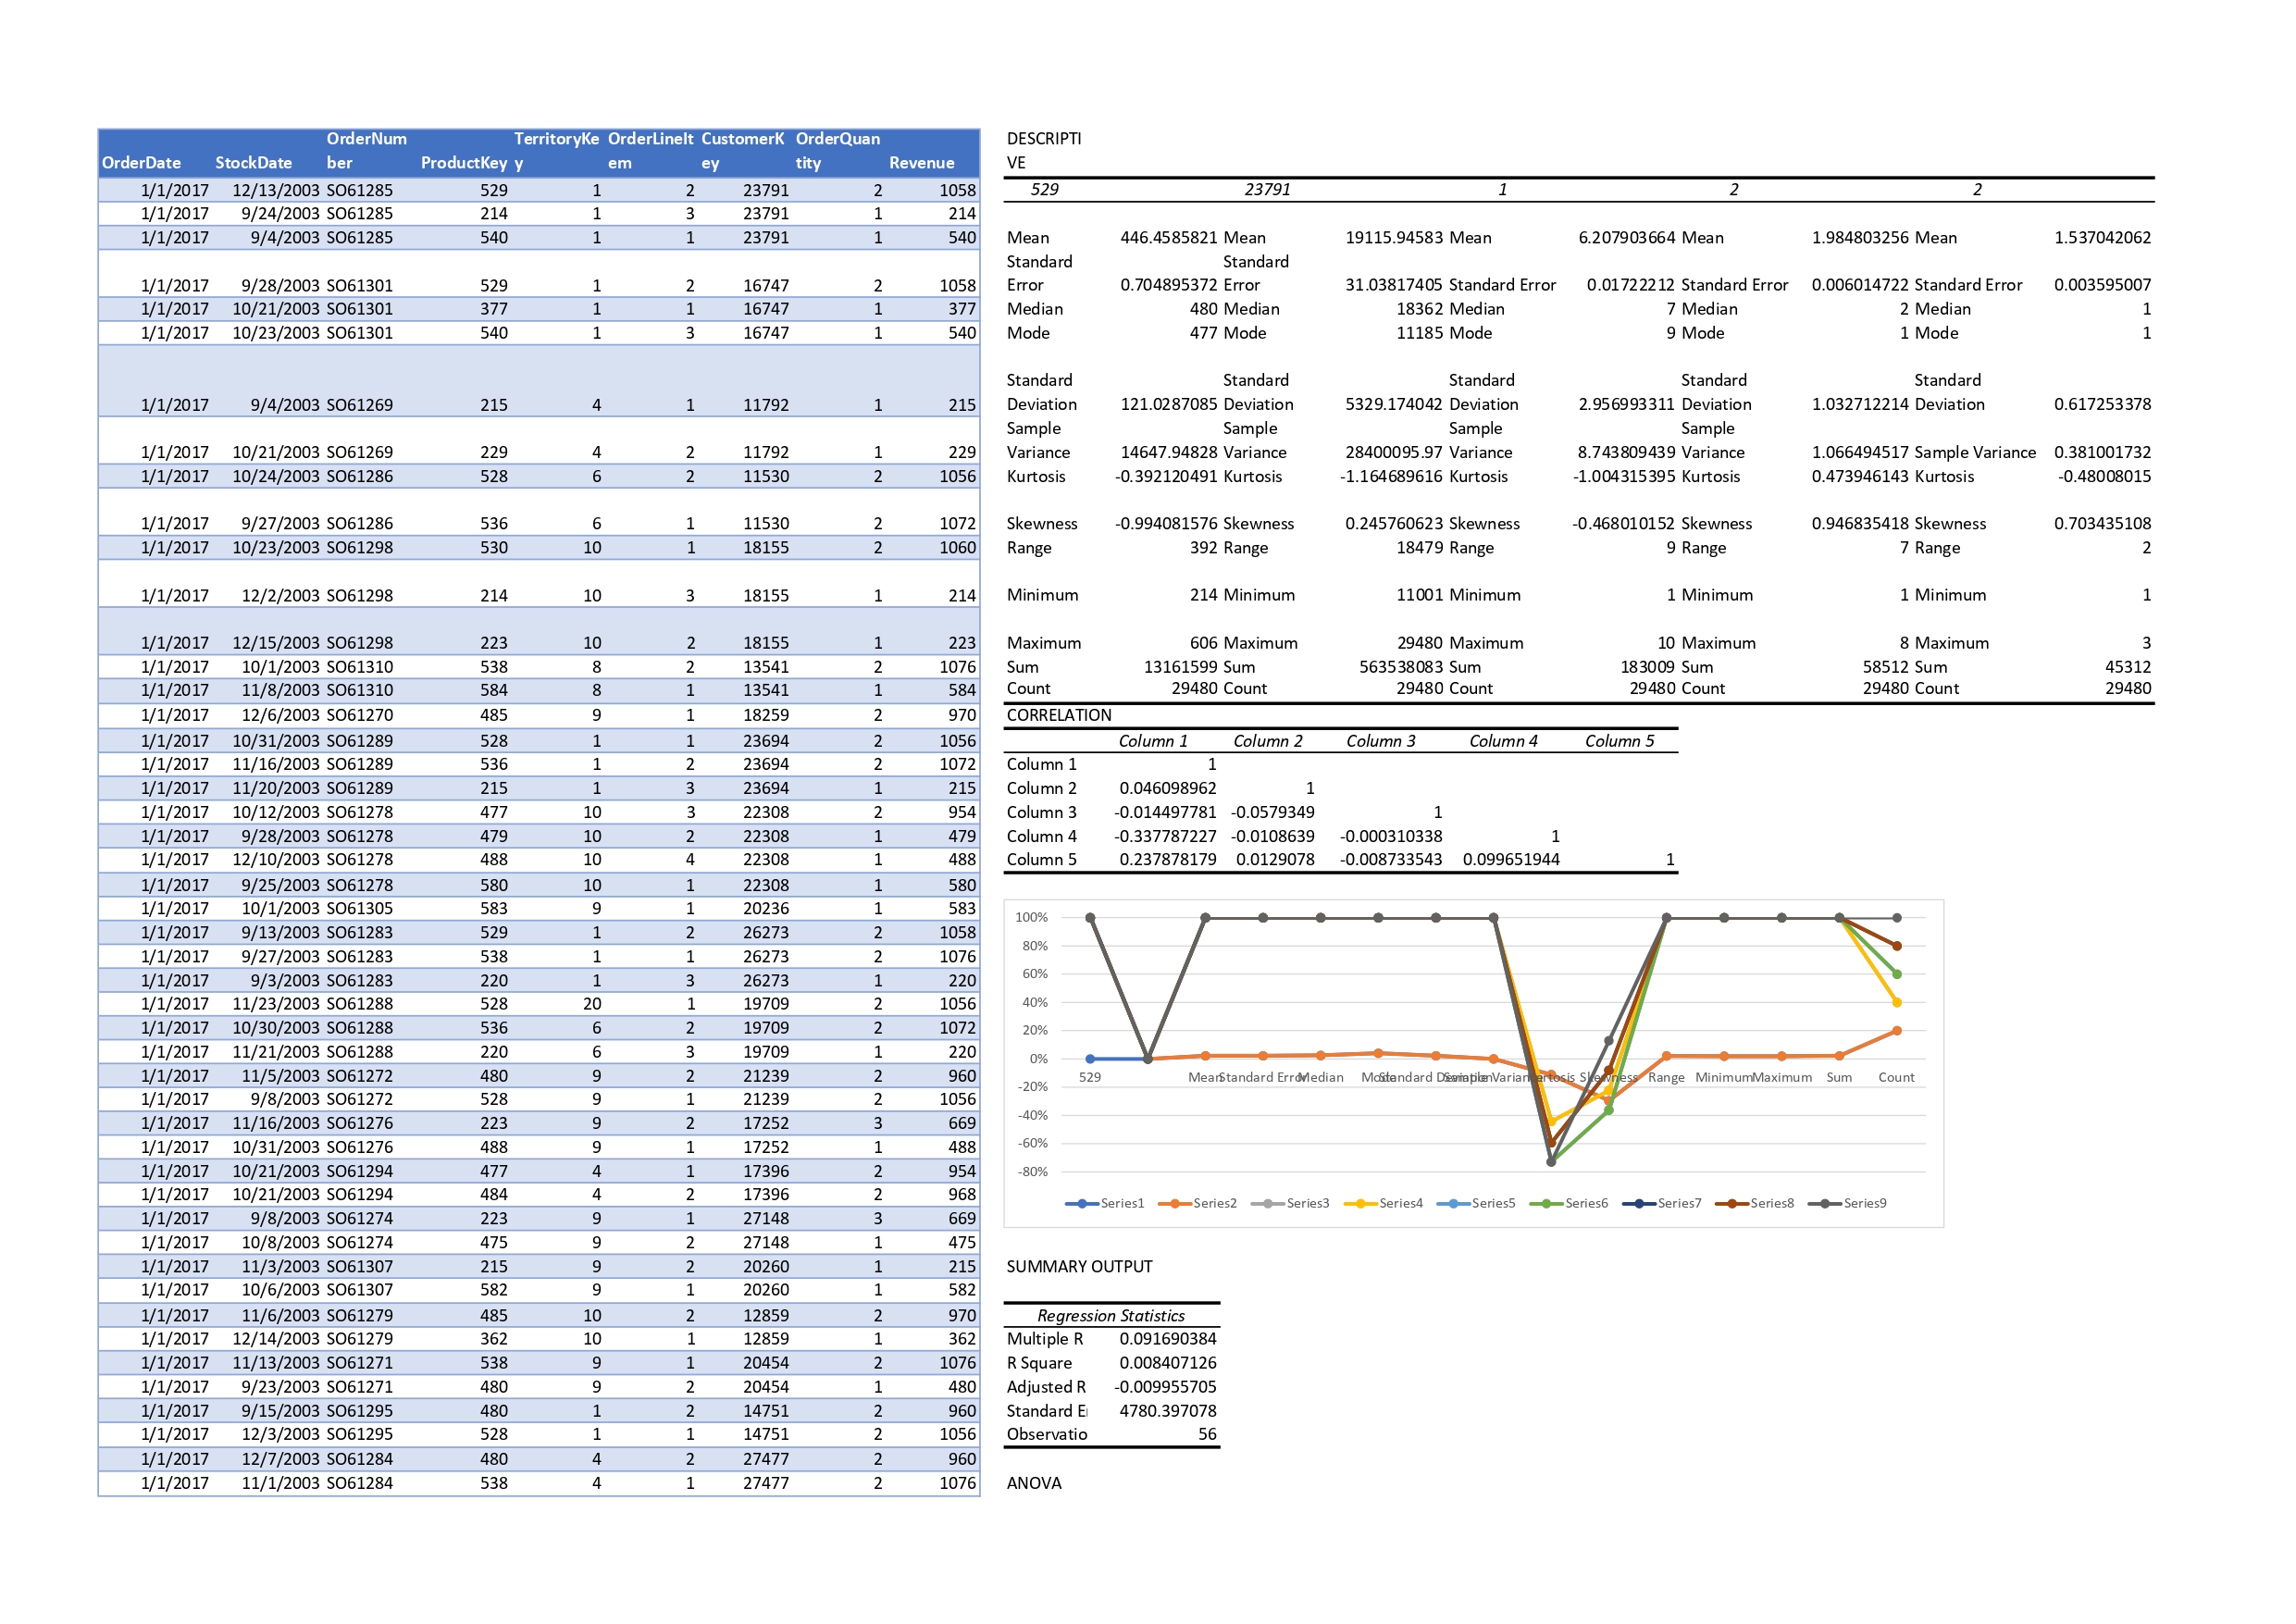 OrderDate StockDate OrderNumber ProductKey TerritoryKey OrderLineItem CustomerKey OrderQuantity Revenue
1/1/2017 12/13/2003 SO61285 529 1 2 23791 2 1058
1/1/2017 9/24/2003 SO61285 214 1 3 23791 1 214
1/1/2017 9/4/2003 SO61285 540 1 1 23791 1 540
1/1/2017 9/28/2003 SO61301 529 1 2 16747 2 1058
1/1/2017 10/21/2003 SO61301 377 1 1 16747 1 377
1/1/2017 10/23/2003 SO61301 540 1 3 16747 1 540
1/1/2017 9/4/2003 SO61269 215 4 1 11792 1 215
1/1/2017 10/21/2003 SO61269 229 4 2 11792 1 229
1/1/2017 10/24/2003 SO61286 528 6 2 11530 2 1056
1/1/2017 9/27/2003 SO61286 536 6 1 11530 2 1072
1/1/2017 10/23/2003 SO61298 530 10 1 18155 2 1060
1/1/2017 12/2/2003 SO61298 214 10 3 18155 1 214
1/1/2017 12/15/2003 SO61298 223 10 2 18155 1 223
1/1/2017 10/1/2003 SO61310 538 8 2 13541 2 1076
1/1/2017 11/8/2003 SO61310 584 8 1 13541 1 584
1/1/2017 12/6/2003 SO61270 485 9 1 18259 2 970
1/1/2017 10/31/2003 SO61289 528 1 1 23694 2 1056
1/1/2017 11/16/2003 SO61289 536 1 2 23694 2 1072
1/1/2017 11/20/2003 SO61289 215 1 3 23694 1 215
1/1/2017 10/12/2003 SO61278 477 10 3 22308 2 954
1/1/2017 9/28/2003 SO61278 479 10 2 22308 1 479
1/1/2017 12/10/2003 SO61278 488 10 4 22308 1 488
1/1/2017 9/25/2003 SO61278 580 10 1 22308 1 580
1/1/2017 10/1/2003 SO61305 583 9 1 20236 1 583
1/1/2017 9/13/2003 SO61283 529 1 2 26273 2 1058
1/1/2017 9/27/2003 SO61283 538 1 1 26273 2 1076
1/1/2017 9/3/2003 SO61283 220 1 3 26273 1 220
1/1/2017 11/23/2003 SO61288 528 20 1 19709 2 1056
1/1/2017 10/30/2003 SO61288 536 6 2 19709 2 1072
1/1/2017 11/21/2003 SO61288 220 6 3 19709 1 220
1/1/2017 11/5/2003 SO61272 480 9 2 21239 2 960
1/1/2017 9/8/2003 SO61272 528 9 1 21239 2 1056
1/1/2017 11/16/2003 SO61276 223 9 2 17252 3 669
1/1/2017 10/31/2003 SO61276 488 9 1 17252 1 488
1/1/2017 10/21/2003 SO61294 477 4 1 17396 2 954
1/1/2017 10/21/2003 SO61294 484 4 2 17396 2 968
1/1/2017 9/8/2003 SO61274 223 9 1 27148 3 669
1/1/2017 10/8/2003 SO61274 475 9 2 27148 1 475
1/1/2017 11/3/2003 SO61307 215 9 2 20260 1 215
1/1/2017 10/6/2003 SO61307 582 9 1 20260 1 582
1/1/2017 11/6/2003 SO61279 485 10 2 12859 2 970
1/1/2017 12/14/2003 SO61279 362 10 1 12859 1 362
1/1/2017 11/13/2003 SO61271 538 9 1 20454 2 1076
1/1/2017 9/23/2003 SO61271 480 9 2 20454 1 480
1/1/2017 9/15/2003 SO61295 480 1 2 14751 2 960
1/1/2017 12/3/2003 SO61295 528 1 1 14751 2 1056
1/1/2017 12/7/2003 SO61284 480 4 2 27477 2 960
1/1/2017 11/1/2003 SO61284 538 4 1 27477 2 1076
DESCRIPTIVE
529 23791 1 2 2
Mean 446.4585821 Mean 19115.94583 Mean 6.207903664 Mean 1.984803256 Mean 1.537042062
Standard Error 0.704895372 Standard Error 31.03817405 Standard Error 0.01722212 Standard Error 0.006014722 Standard Error 0.003595007
Median 480 Median 18362 Median 7 Median 2 Median 1
Mode 477 Mode 11185 Mode 9 Mode 1 Mode 1
Standard Deviation 121.0287085 Standard Deviation 5329.174042 Standard Deviation 2.956993311 Standard Deviation 1.032712214 Standard Deviation 0.617253378
Sample Variance 14647.94828 Sample Variance 28400095.97 Sample Variance 8.743809439 Sample Variance 1.066494517 Sample Variance 0.381001732
Kurtosis -0.392120491 Kurtosis -1.164689616 Kurtosis -1.004315395 Kurtosis 0.473946143 Kurtosis -0.48008015
Skewness -0.994081576 Skewness 0.245760623 Skewness -0.468010152 Skewness 0.946835418 Skewness 0.703435108
Range 392 Range 18479 Range 9 Range 7 Range 2
Minimum 214 Minimum 11001 Minimum 1 Minimum 1 Minimum 1
Maximum 606 Maximum 29480 Maximum 10 Maximum 8 Maximum 3
Sum 13161599 Sum 563538083 Sum 183009 Sum 58512 Sum 45312
Count 29480 Count 29480 Count 29480 Count 29480 Count 29480
CORRELATION
Column 1 Column 2 Column 3 Column 4 Column 5
Column 1 1
Column 2 0.046098962 1
Column 3 -0.014497781 -0.0579349 1
Column 4 -0.337787227 -0.0108639 -0.000310338 1
Column 5 0.237878179 0.0129078 -0.008733543 0.099651944 1
100%
80%
60%
40%
20%
0%
-20%
-40%
-60%
-80%
529 Mean Standard Error Median Mode Standard Deviation Sample Variance Kurtosis Skewness Range Minimum Maximum Sum Count
Series1 Series2 Series3 Series4 Series5 Series6 Series7 Series8 Series9
SUMMARY OUTPUT
Regression Statistics
Multiple R 0.091690384
R Square 0.008407126
Adjusted R -0.009955705
Standard E 4780.397078
Observatio 56
ANOVA